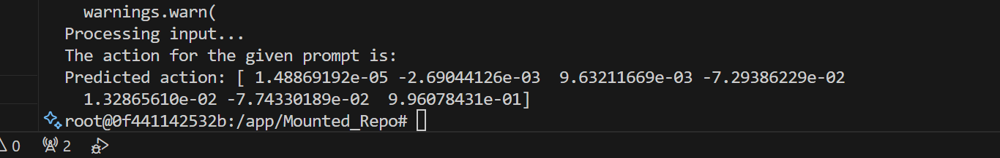 warnings.warn(
Processing input...
The action for the given prompt is:
Predicted action: [ 1.48869192e-05 -2.69044126e-03  9.63211669e-03 -7.29386229e-02
  1.32865610e-02 -7.74330189e-02  9.96078431e-01]
root@0f441142532b:/app/Mounted_Repo#
0 2